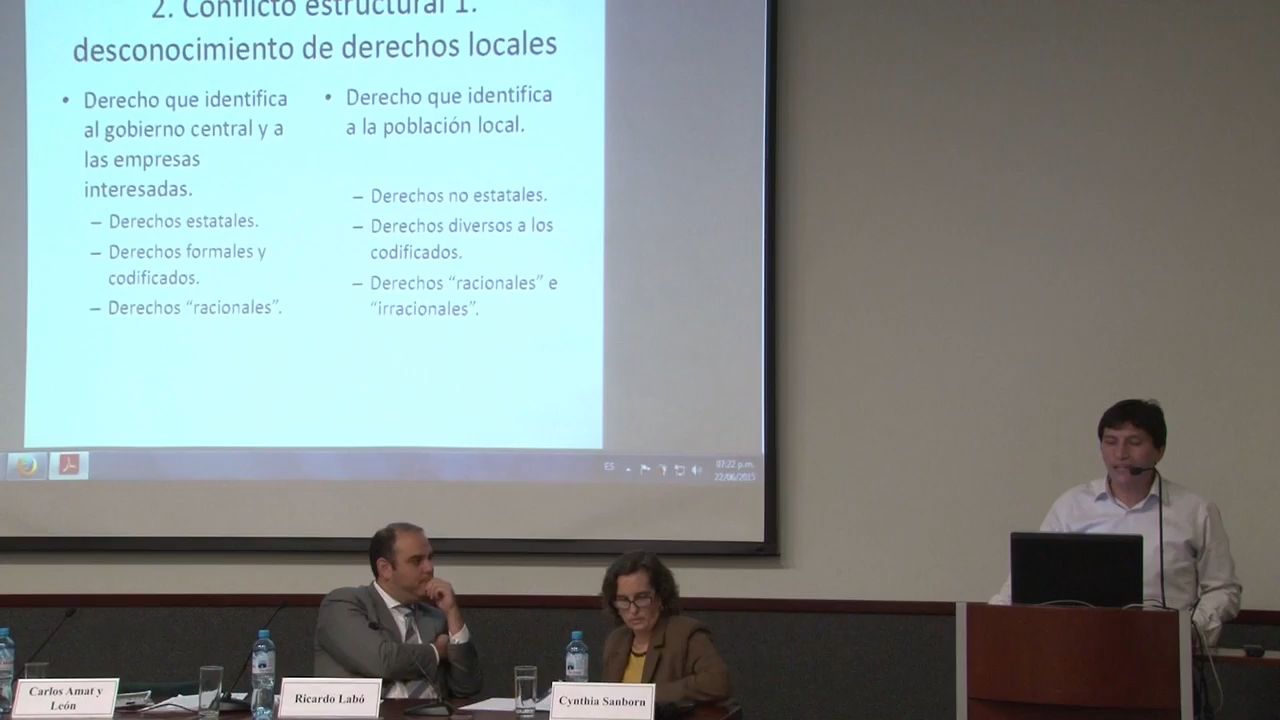 2. Conflicto estructural 1.
desconocimiento de derechos locales
• Derecho que identifica
al gobierno central y a
las empresas
interesadas.
– Derechos estatales.
– Derechos formales y
codificados.
– Derechos “racionales”.
• Derecho que identifica
a la población local.
– Derechos no estatales.
– Derechos diversos a los
codificados.
– Derechos “racionales” e
“irracionales”.
ES
07:22 p.m.
22/06/2015
Carlos Amat y
León
Ricardo Labó
Cynthia Sanborn